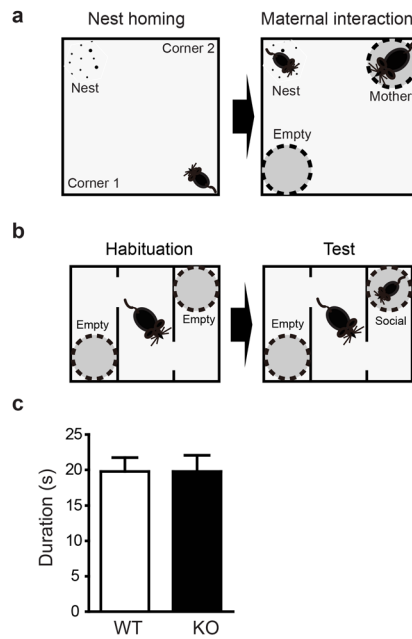 a
Nest homing
Maternal interaction
Corner 2
Nest
Corner 1
Nest
Mother
Empty
b
Habituation
Test
Empty
Empty
Empty
Social
c
Duration (s)
25
20
15
10
5
0
WT
KO